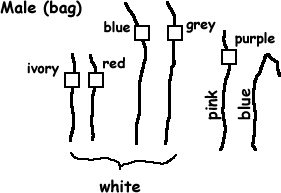 Male (bag)
blue
grey
purple
ivory
red
pink
blue
white